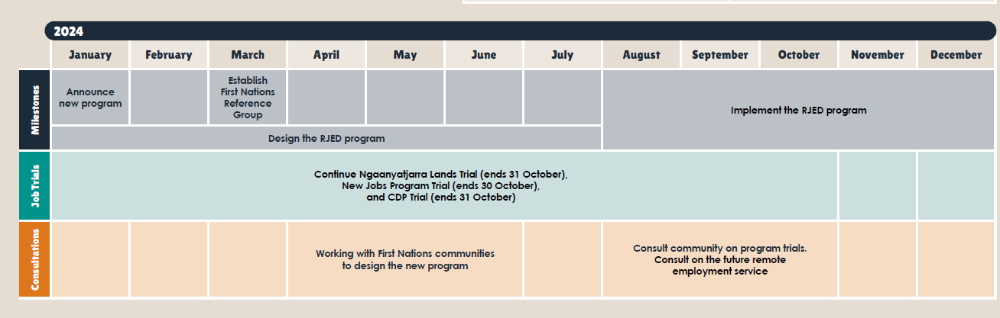 2024
January
February
March
April
May
June
July
August
September
October
November
December
Milestones
Announce
new program
Establish
First Nations
Reference
Group
Implement the RJED program
Design the RJED program
Job Trials
Continue Ngaanyatjarra Lands Trial (ends 31 October),
New Jobs Program Trial (ends 30 October),
and CDP Trial (ends 31 October)
Consultations
Working with First Nations communities
to design the new program
Consult community on program trials.
Consult on the future remote
employment service